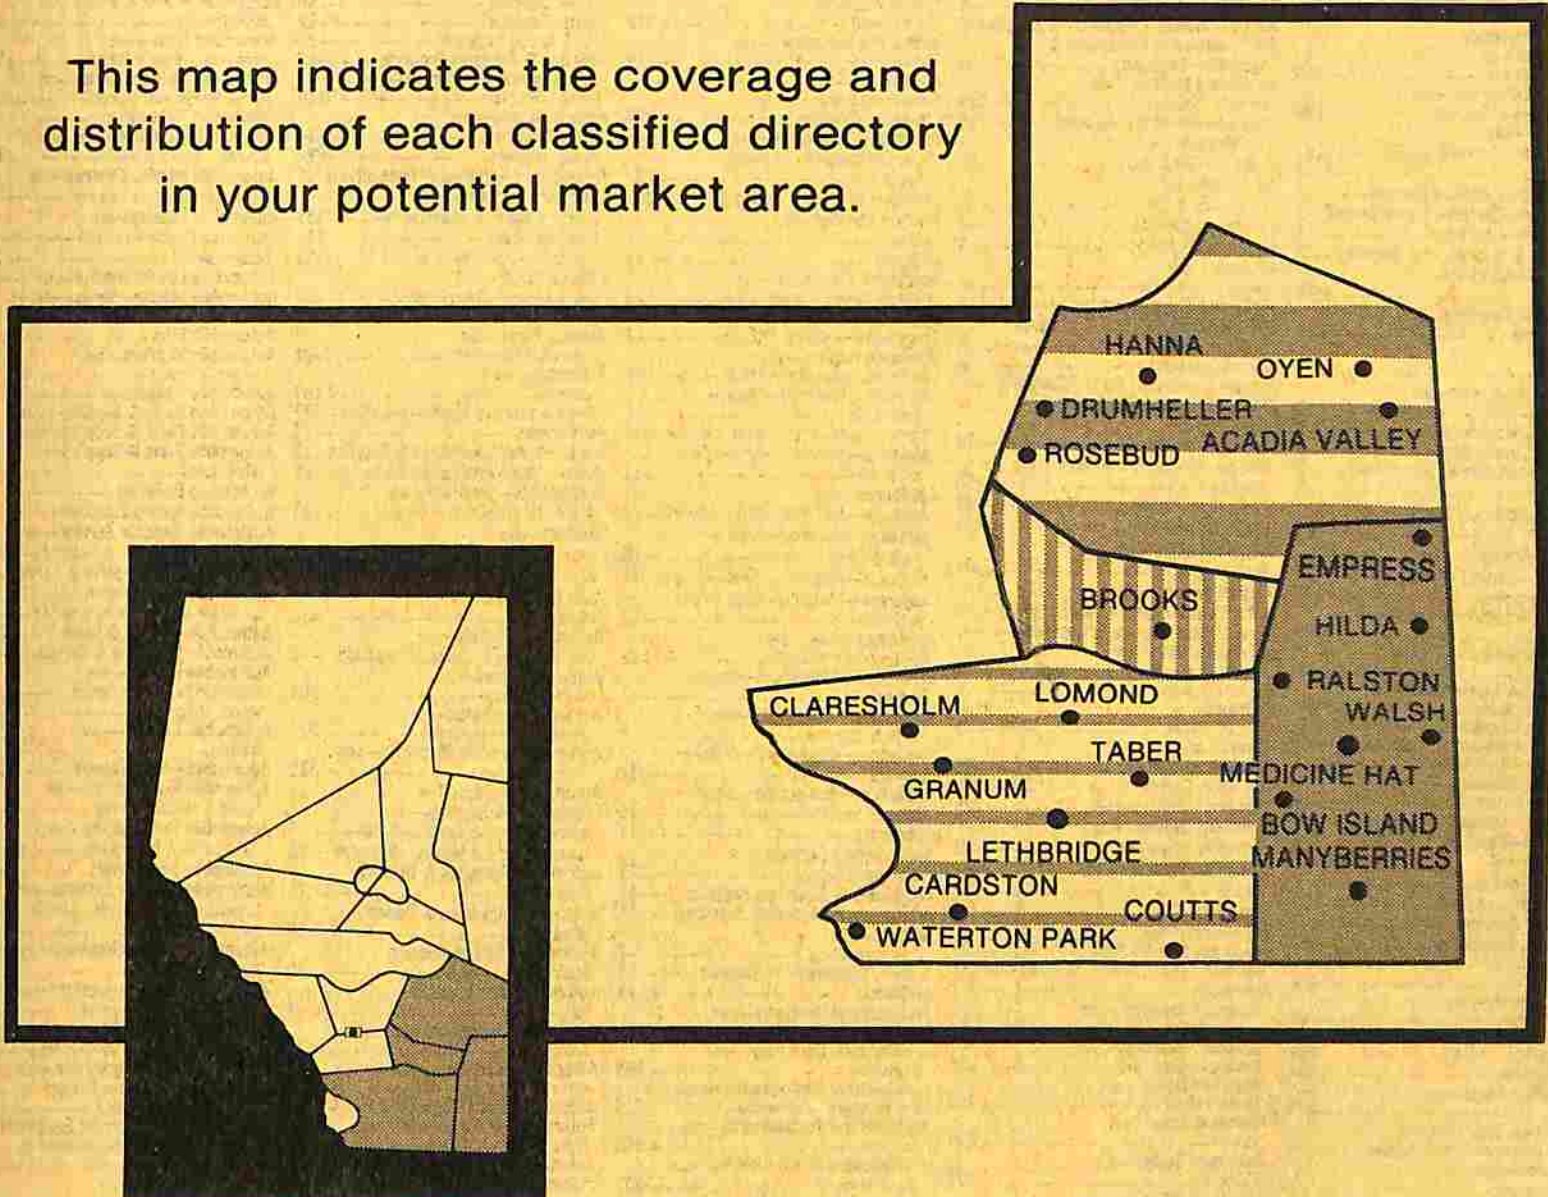 This map indicates the coverage and
distribution of each classified directory
in your potential market area.
HANNA
OYEN
DRUMHELLER
ACADIA VALLEY
ROSEBUD
EMPRESS
BROOKS
HILDA
RALSTON
LOMOND
CLARESHOLM
WALSH
TABER
MEDICINE HAT
GRANUM
BOW ISLAND
LETHBRIDGE
MANYBERRIES
CARDSTON
COUTTS
WATERTON PARK